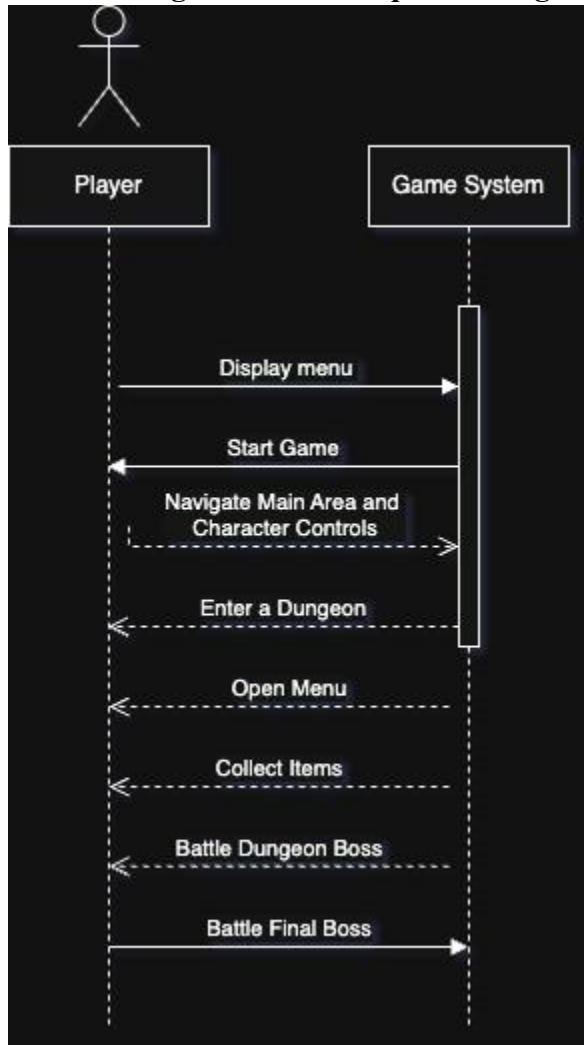 Player
Game System
Display menu
Start Game
Navigate Main Area and
Character Controls
Enter a Dungeon
Open Menu
Collect Items
Battle Dungeon Boss
Battle Final Boss